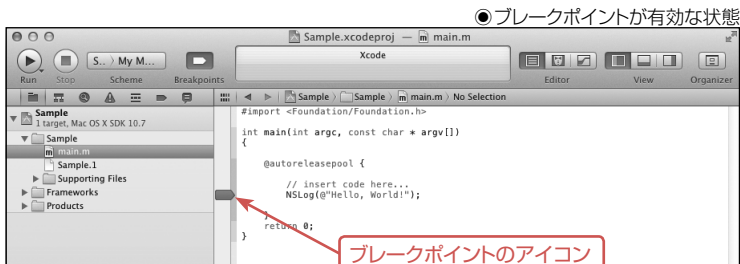 ◉ブレークポイントが有効な状態
Sample.xcodeproj — m main.m
S.. 〉My M...
Xcode
Run Stop Scheme Breakpoints Editor View Organizer
Sample 〉Sample 〉m main.m 〉No Selection
Sample
1 target, Mac OS X SDK 10.7
Sample
m main.m
Sample.1
Supporting Files
Frameworks
Products
#import <Foundation/Foundation.h>
int main(int argc, const char * argv[])
{
@autoreleasepool {
// insert code here...
NSLog(@"Hello, World!");
}
return 0;
}
ブレークポイントのアイコン